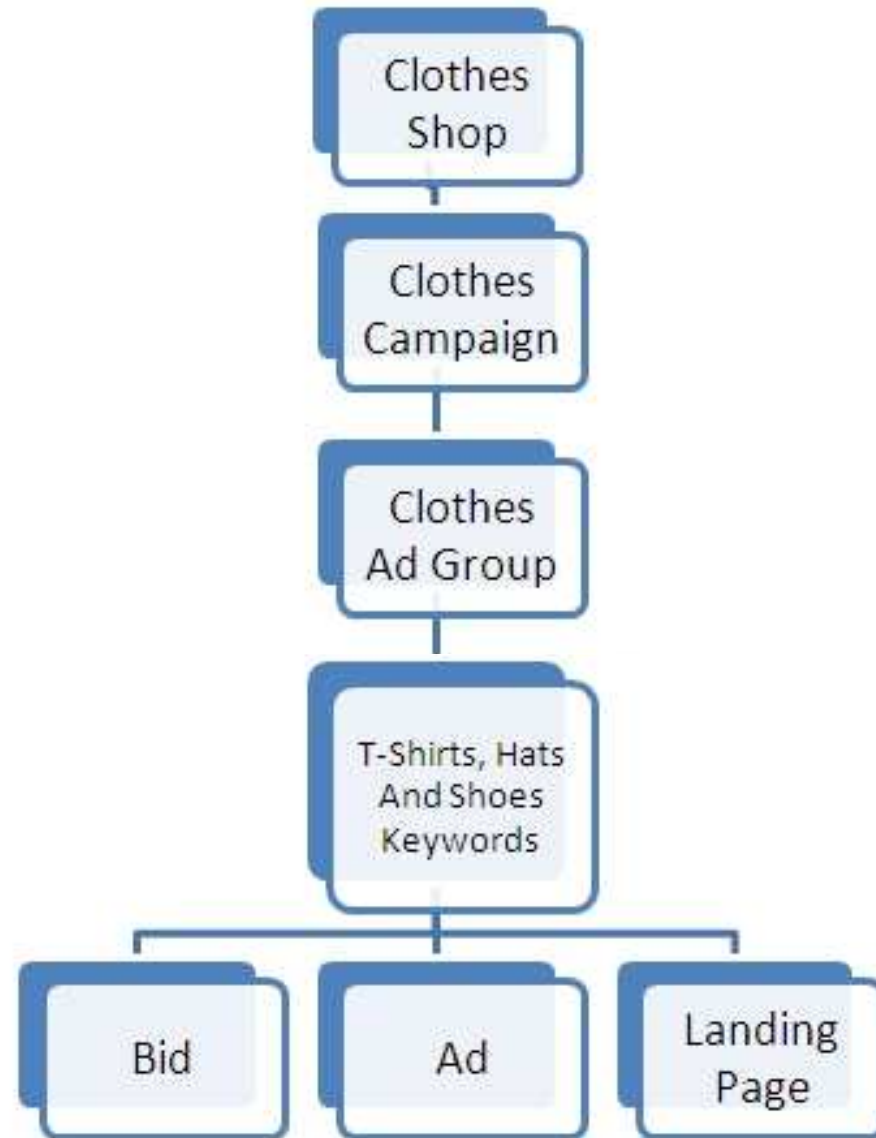 Clothes
Shop
Clothes
Campaign
Clothes
Ad Group
T-Shirts, Hats
And Shoes
Keywords
Bid
Ad
Landing
Page